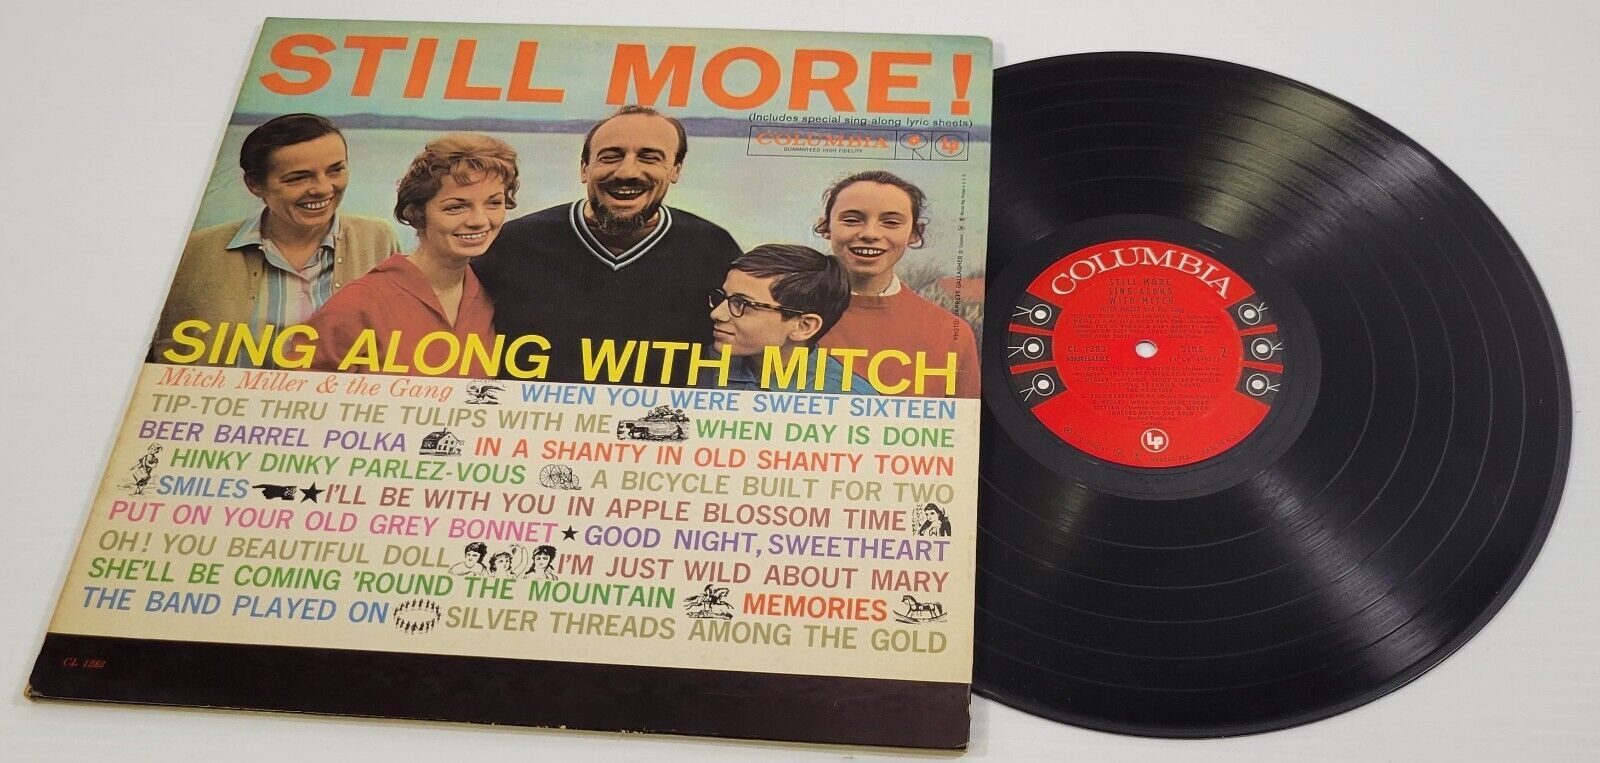 STILL MORE!
(Includes special sing-along lyric sheets)
COLUMBIA Lp
GUARANTEED HIGH FIDELITY
SING ALONG WITH MITCH
Mitch Miller & the Gang WHEN YOU WERE SWEET SIXTEEN
TIP-TOE THRU THE TULIPS WITH ME WHEN DAY IS DONE
BEER BARREL POLKA IN A SHANTY IN OLD SHANTY TOWN
HINKY DINKY PARLEZ-VOUS A BICYCLE BUILT FOR TWO
SMILES ★ I'LL BE WITH YOU IN APPLE BLOSSOM TIME
PUT ON YOUR OLD GREY BONNET ★ GOOD NIGHT, SWEETHEART
OH! YOU BEAUTIFUL DOLL I'M JUST WILD ABOUT MARY
SHE'LL BE COMING 'ROUND THE MOUNTAIN MEMORIES
THE BAND PLAYED ON SILVER THREADS AMONG THE GOLD
CL 1283
COLUMBIA
STILL MORE
SING ALONG
WITH MITCH
MITCH MILLER and The Gang
CL 1283 SIDE 2
NONBREAKABLE
Lp